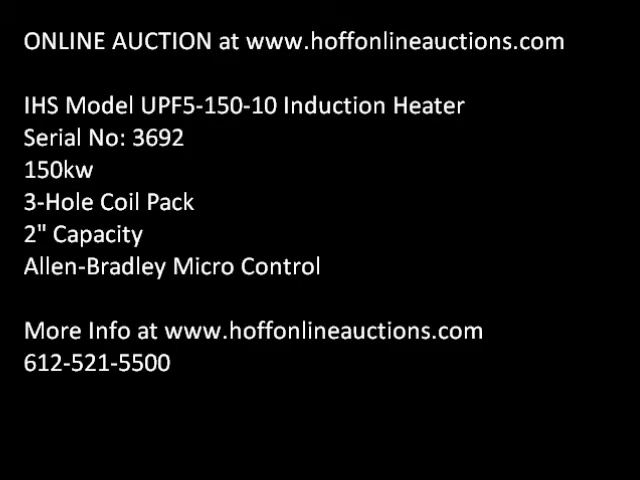 ONLINE AUCTION at www.hoffonlineauctions.com
IHS Model UPF5-150-10 Induction Heater
Serial No: 3692
150kw
3-Hole Coil Pack
2" Capacity
Allen-Bradley Micro Control
More Info at www.hoffonlineauctions.com
612-521-5500